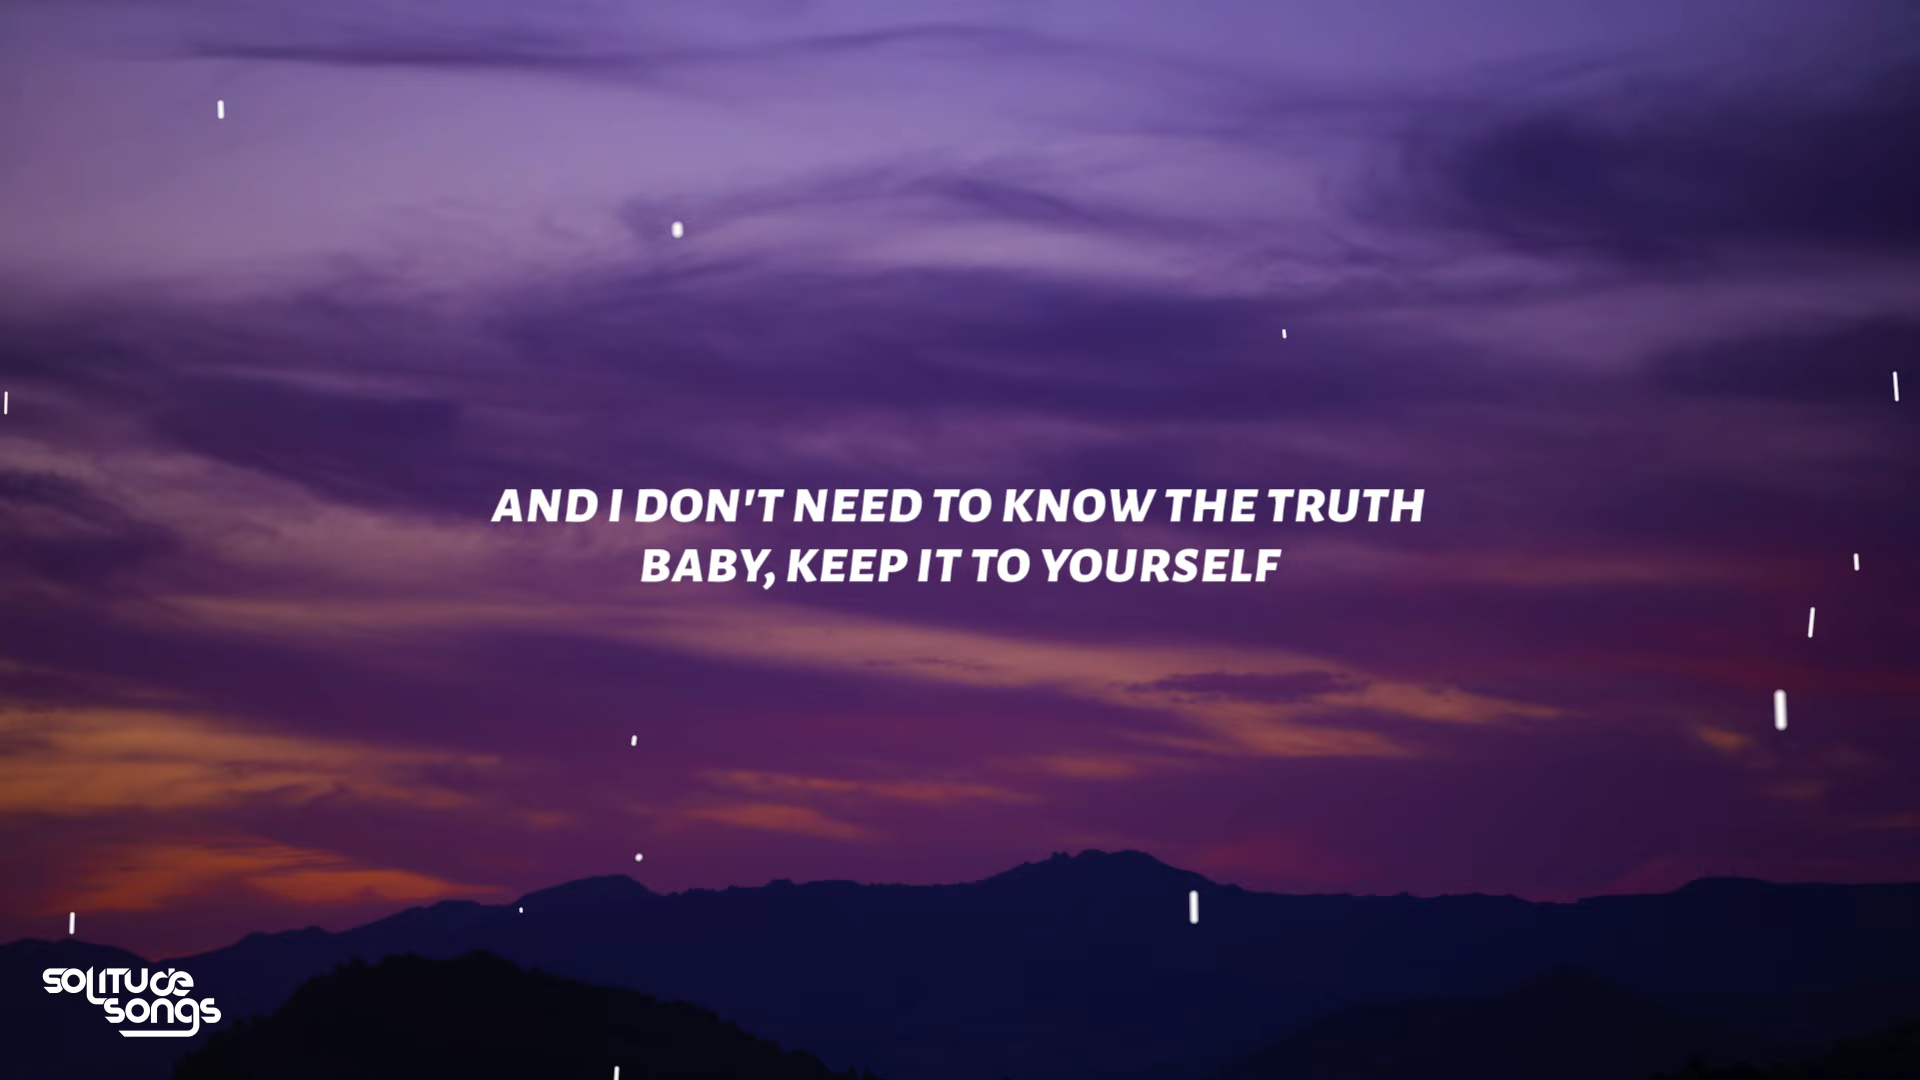 AND I DON'T NEED TO KNOW THE TRUTH
BABY, KEEP IT TO YOURSELF
SOLITUDE
SONGS